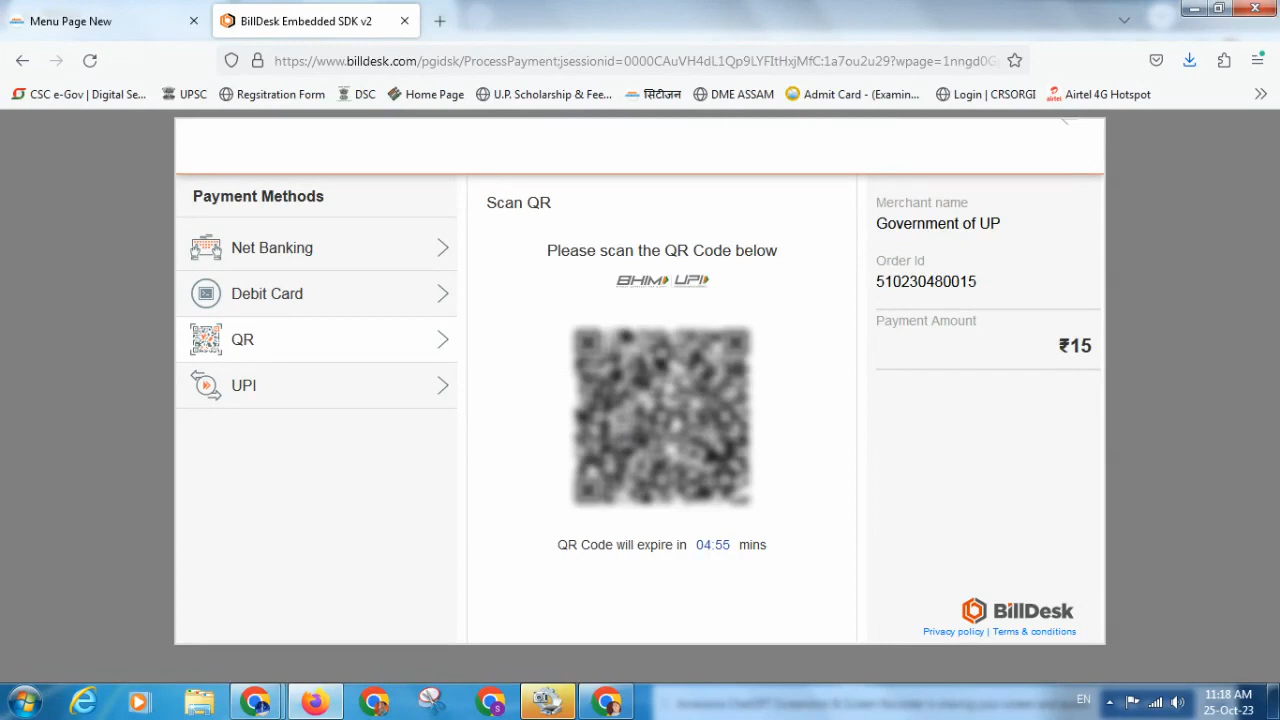 Menu Page New
BillDesk Embedded SDK v2
https://www.billdesk.com/pgidsk/ProcessPayment;jsessionid=0000CAuVH4dL1Qp9LYFItHxjMfC:1a7ou2u29?wpage=1nngd0G
CSC e-Gov | Digital Se... UPSC Regsitration Form DSC Home Page U.P. Scholarship & Fee... सिटीजन DME ASSAM Admit Card - (Examin... Login | CRSORGI Airtel 4G Hotspot
Payment Methods
Net Banking
Debit Card
QR
UPI
Scan QR
Please scan the QR Code below
BHIM UPI
QR Code will expire in 04:55 mins
Merchant name
Government of UP
Order Id
510230480015
Payment Amount
₹15
BillDesk
Privacy policy | Terms & conditions
EN
11:18 AM
25-Oct-23